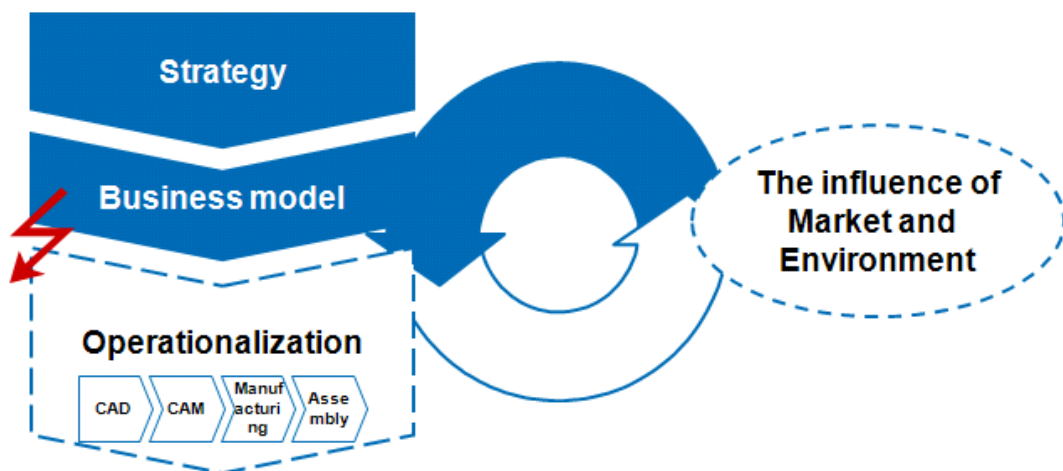 Strategy
Business model
The influence of
Market and
Environment
Operationalization
CAD
CAM
Manuf
acturi
ng
Asse
mbly